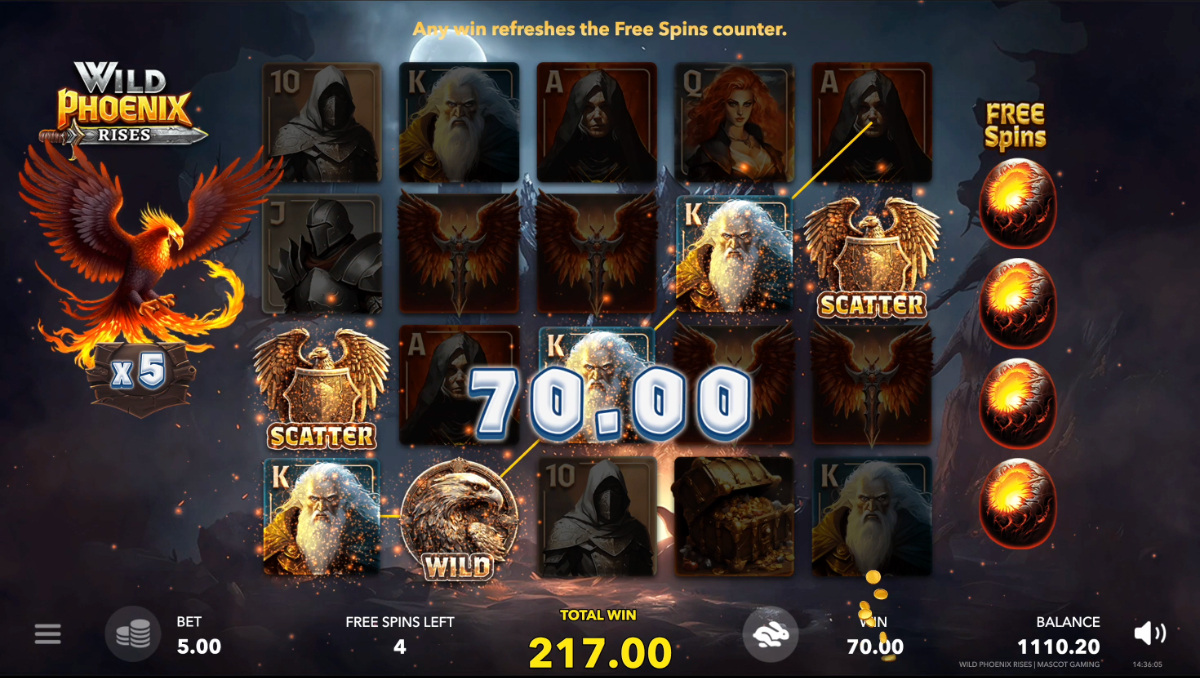 Any win refreshes the Free Spins counter.
WILD
PHOENIX
RISES
FREE
Spins
10
K
A
Q
A
J
K
SCATTER
x5
A
K
SCATTER
70.00
K
WILD
10
K
BET
5.00
FREE SPINS LEFT
4
TOTAL WIN
217.00
WIN
70.00
BALANCE
1110.20
WILD PHOENIX RISES | MASCOT GAMING
14:36:05